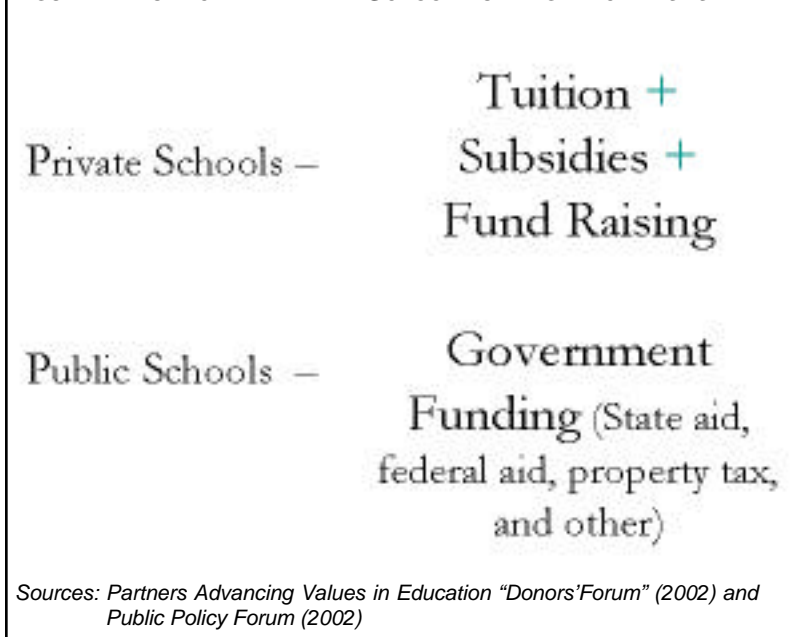 Tuition +
Private Schools – Subsidies +
Fund Raising
Public Schools – Government
Funding (State aid,
federal aid, property tax,
and other)
Sources: Partners Advancing Values in Education “Donors’Forum” (2002) and
Public Policy Forum (2002)